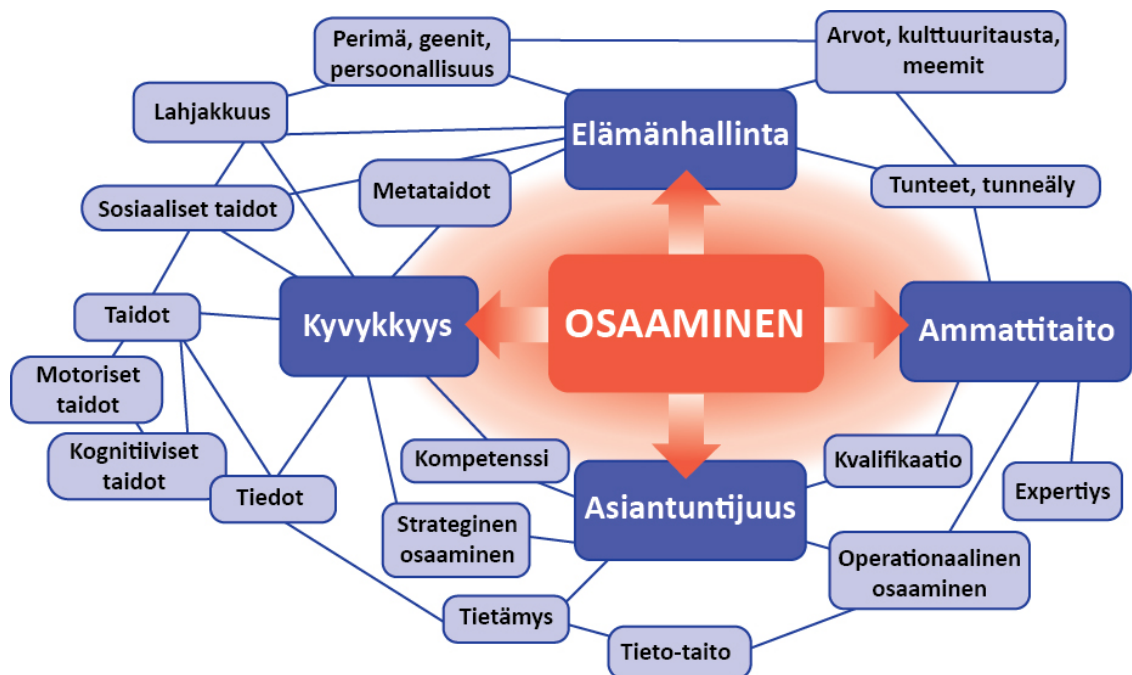 Perimä, geenit,
persoonallisuus
Arvot, kulttuuritausta,
meemit
Lahjakkuus
Elämänhallinta
Metataidot
Tunteet, tunneäly
Sosiaaliset taidot
Taidot
Kyvykkyys
OSAAMINEN
Ammattitaito
Motoriset
taidot
Kognitiiviset
taidot
Kompetenssi
Kvalifikaatio
Tiedot
Asiantuntijuus
Expertiys
Strateginen
osaaminen
Operationaalinen
osaaminen
Tietämys
Tieto-taito